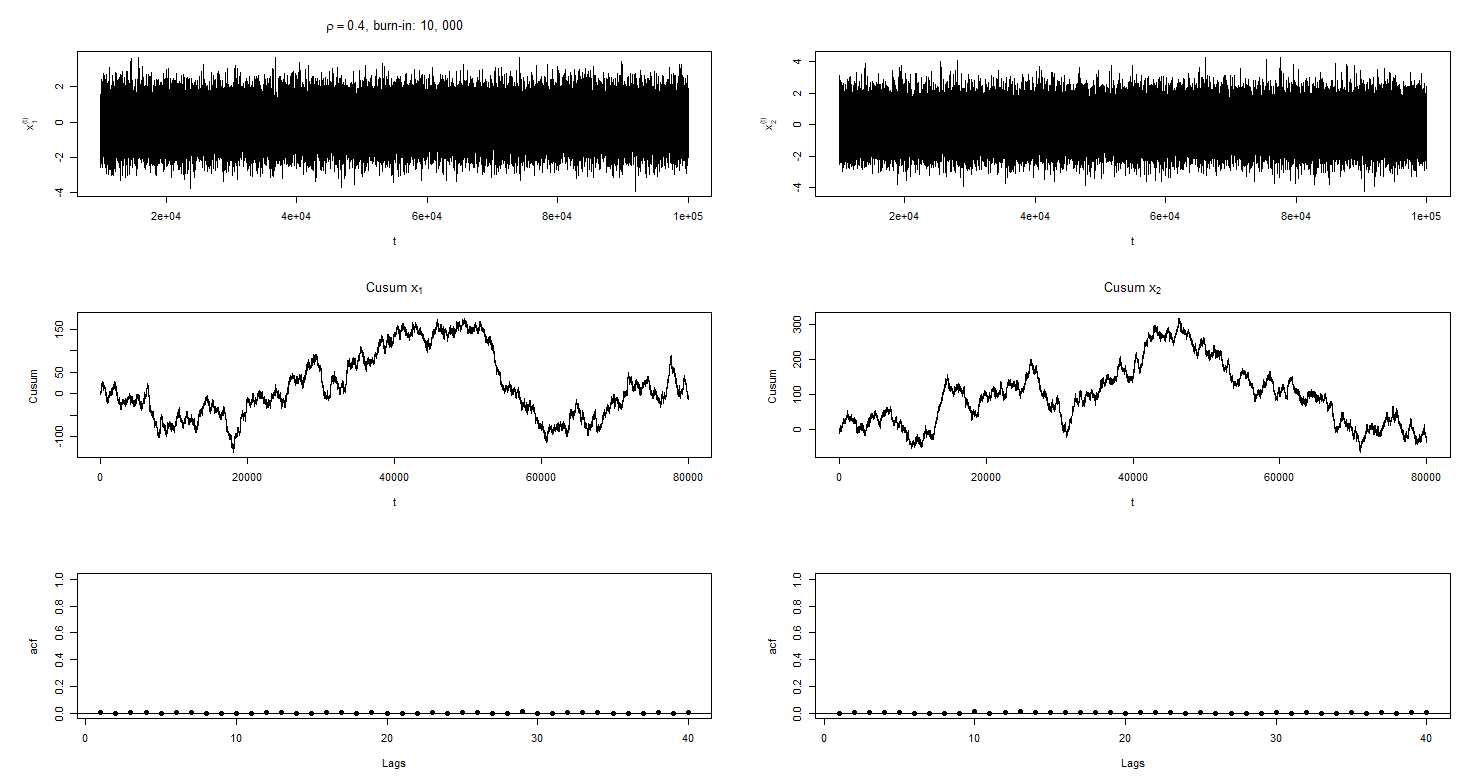 ρ = 0.4, burn-in: 10, 000
x₁⁽ᵗ⁾
-4 -2 0 2
2e+04 4e+04 6e+04 8e+04 1e+05
t
x₂⁽ᵗ⁾
-4 -2 0 2 4
2e+04 4e+04 6e+04 8e+04 1e+05
t
Cusum x₁
Cusum
-100 0 50 150
0 20000 40000 60000 80000
t
Cusum x₂
Cusum
0 100 200 300
0 20000 40000 60000 80000
t
acf
0.0 0.2 0.4 0.6 0.8 1.0
0 10 20 30 40
Lags
acf
0.0 0.2 0.4 0.6 0.8 1.0
0 10 20 30 40
Lags